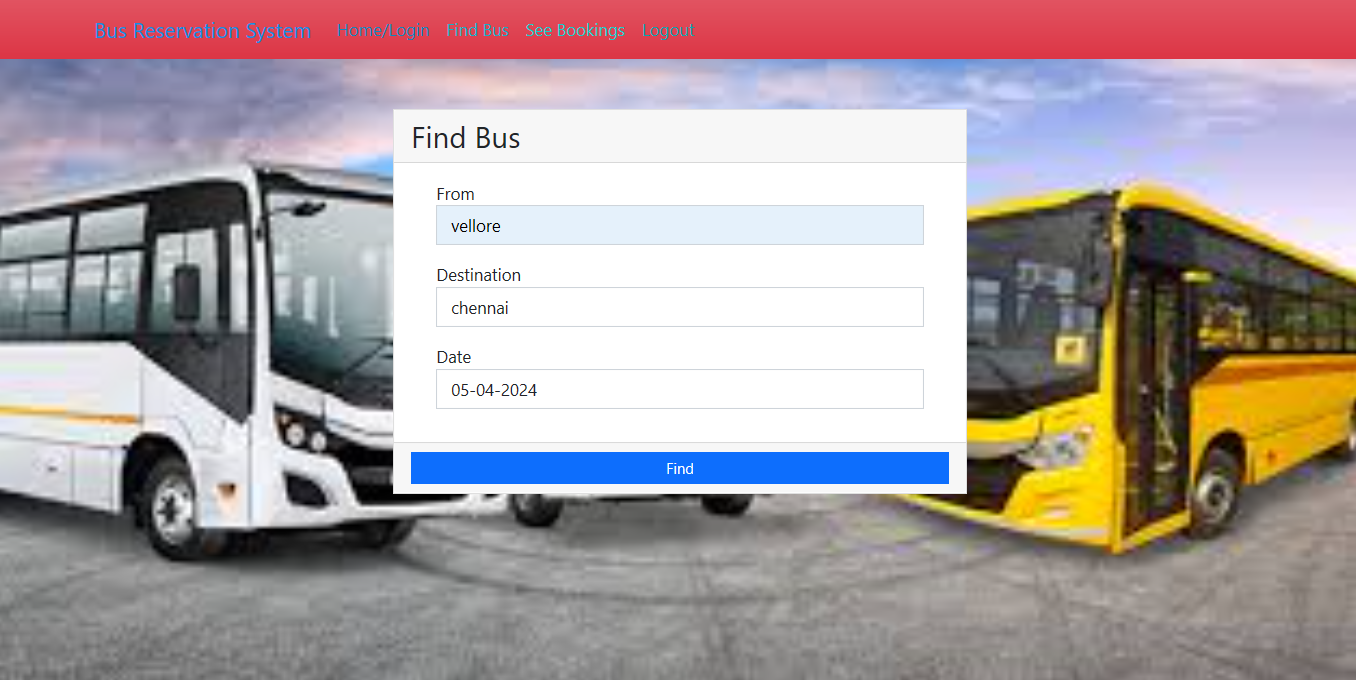 Bus Reservation System Home/Login Find Bus See Bookings Logout
Find Bus
From
vellore
Destination
chennai
Date
05-04-2024
Find